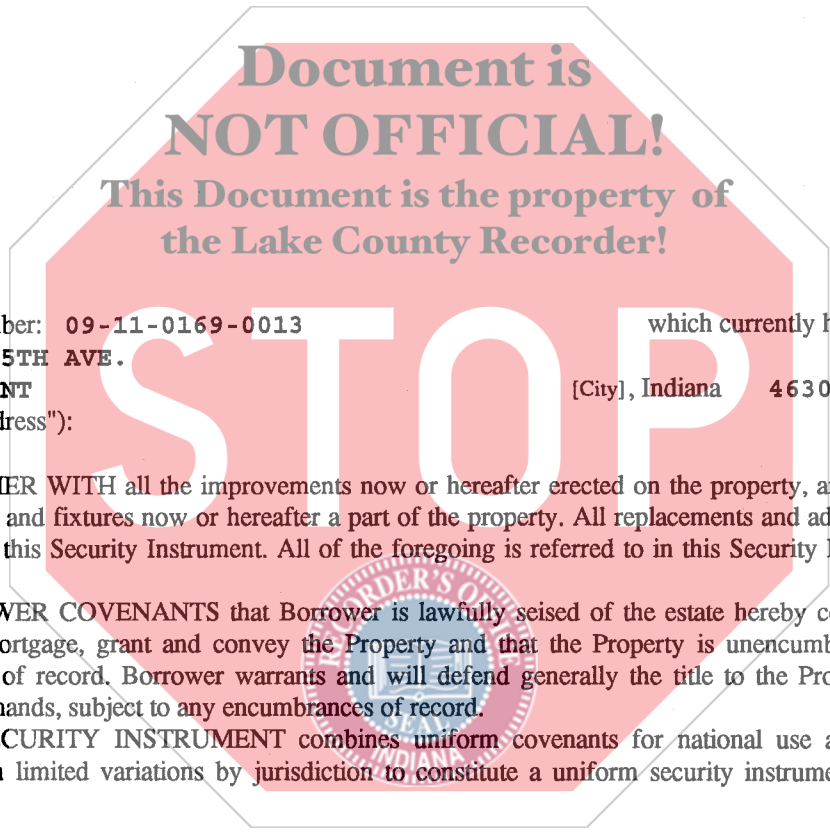 Document is
NOT OFFICIAL!
This Document is the property of
the Lake County Recorder!
ber: 09-11-0169-0013 which currently h
5TH AVE.
NT [City], Indiana 4630
dress"):
STOP
ER WITH all the improvements now or hereafter erected on the property, a
and fixtures now or hereafter a part of the property. All replacements and ad
this Security Instrument. All of the foregoing is referred to in this Security I
WER COVENANTS that Borrower is lawfully seised of the estate hereby c
ortgage, grant and convey the Property and that the Property is unencumb
of record. Borrower warrants and will defend generally the title to the Pro
ands, subject to any encumbrances of record.
CURITY INSTRUMENT combines uniform covenants for national use a
limited variations by jurisdiction to constitute a uniform security instrume
RECORDER'S OFFICE
SEAL
INDIANA